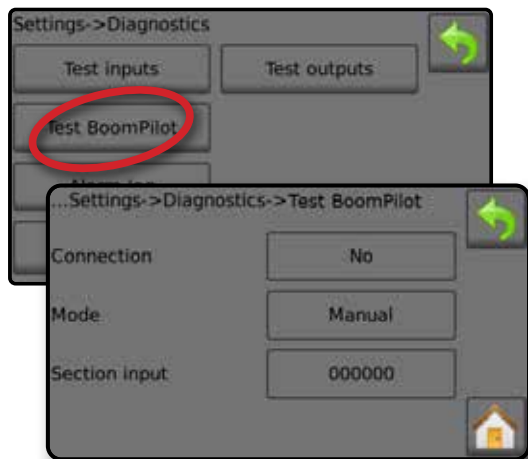 Settings->Diagnostics
Test inputs
Test outputs
Test BoomPilot
...Settings->Diagnostics->Test BoomPilot
Connection
No
Mode
Manual
Section input
000000